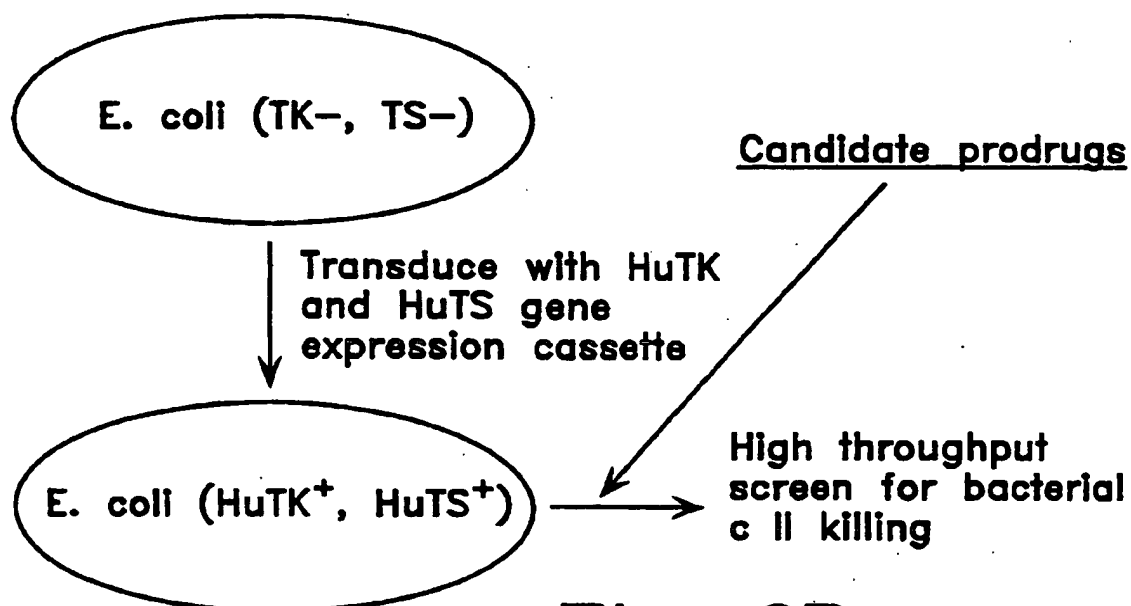 E. coli (TK–, TS–)
Candidate prodrugs
Transduce with HuTK
and HuTS gene
expression cassette
E. coli (HuTK+, HuTS+)
High throughput
screen for bacterial
c ll killing